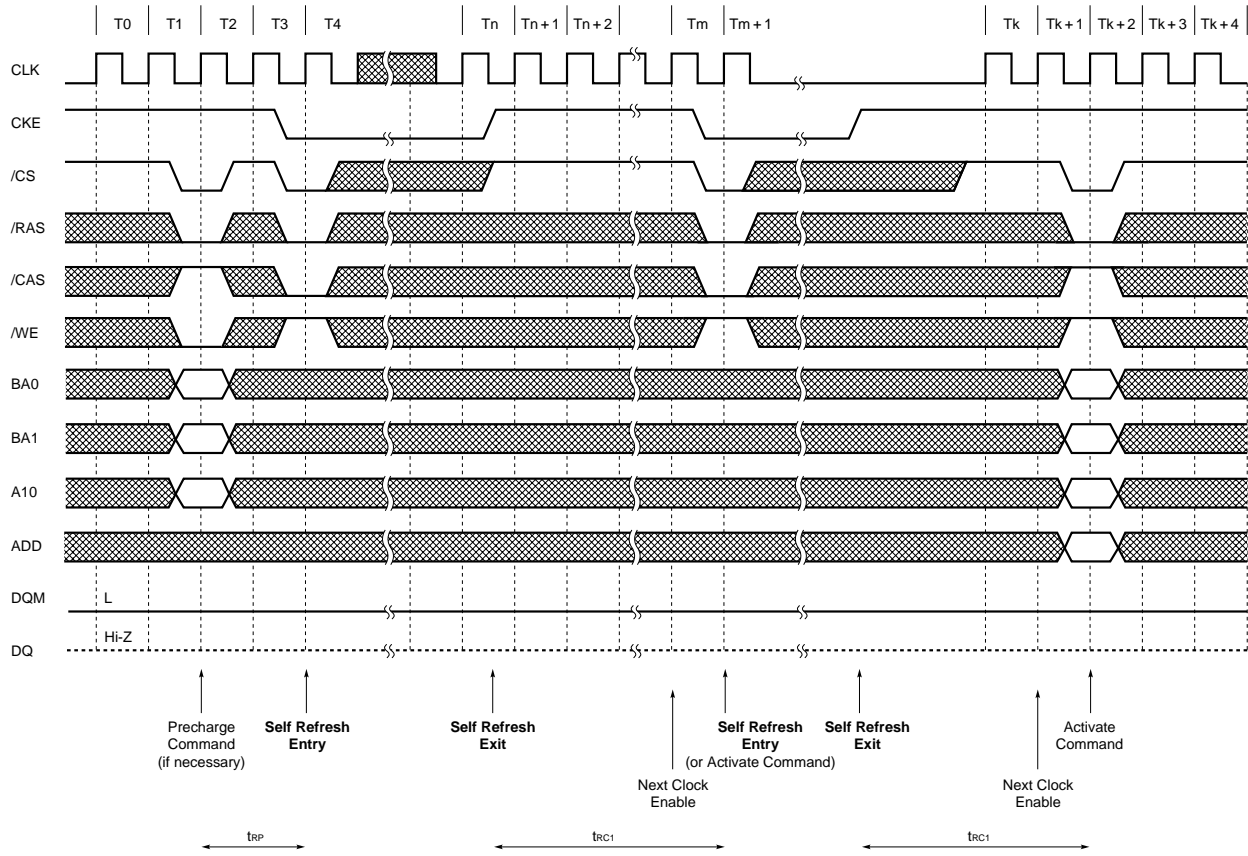 T0 T1 T2 T3 T4 Tn Tn + 1 Tn + 2 Tm Tm + 1 Tk Tk + 1 Tk + 2 Tk + 3 Tk + 4
CLK
CKE
/CS
/RAS
/CAS
/WE
BA0
BA1
A10
ADD
DQM L
DQ Hi-Z
Precharge
Command
(if necessary)
Self Refresh
Entry
Self Refresh
Exit
Next Clock
Enable
Self Refresh
Entry
(or Activate Command)
Self Refresh
Exit
Next Clock
Enable
Activate
Command
tRP tRC1 tRC1